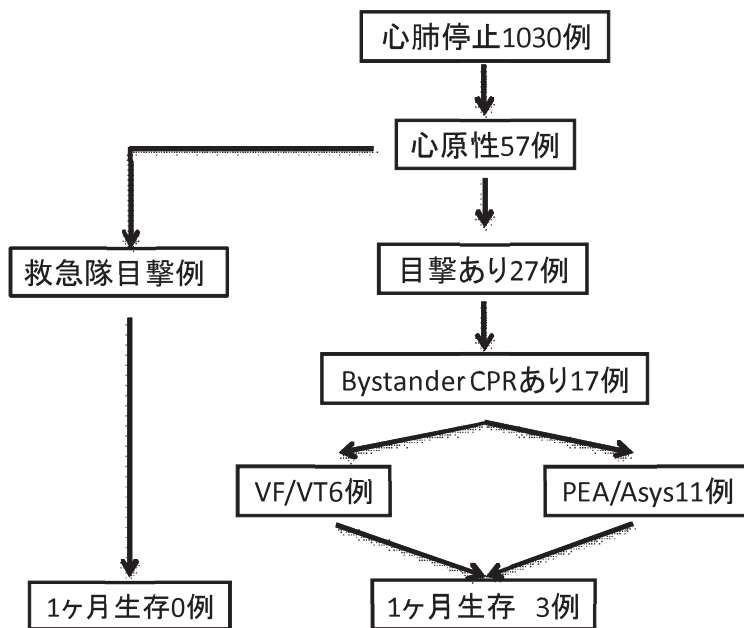 心肺停止1030例
心原性57例
救急隊目撃例
目撃あり27例
Bystander CPRあり17例
VF/VT6例
PEA/Asys11例
1ヶ月生存0例
1ヶ月生存 3例